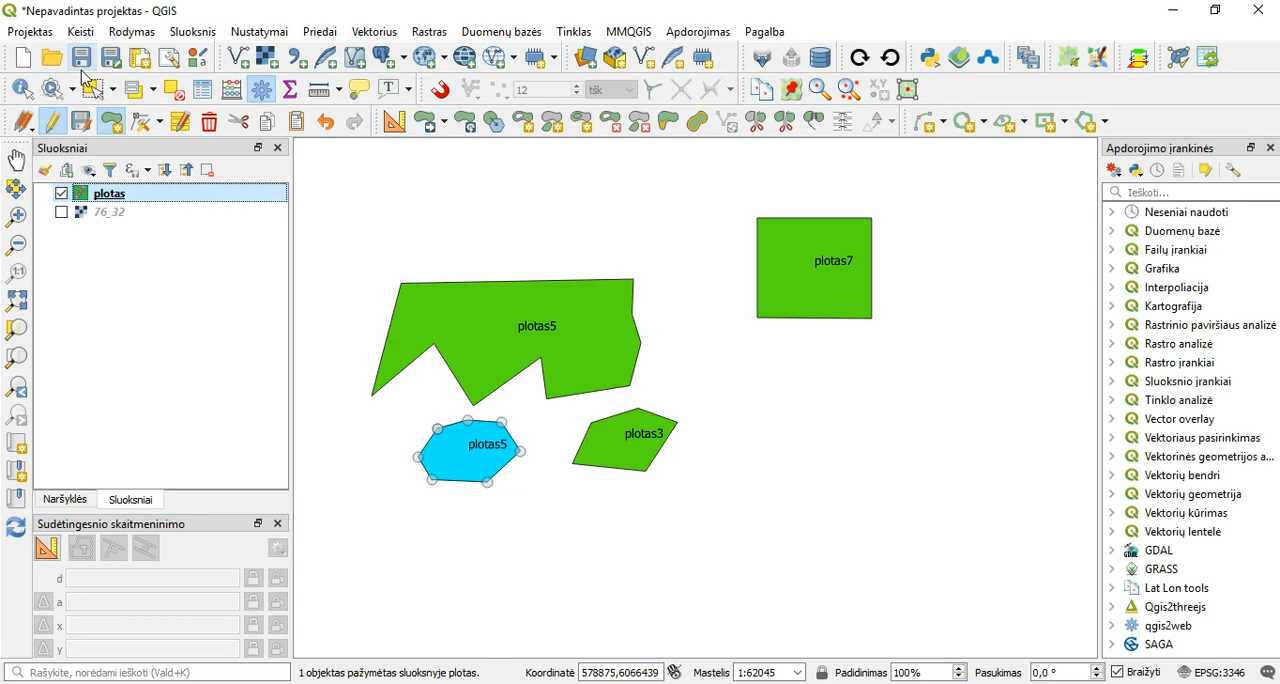 *Nepavadintas projektas - QGIS
Projektas Keisti Rodymas Sluoksnis Nustatymai Priedai Vektorius Rastras Duomenų bazės Tinklas MMQGIS Apdorojimas Pagalba
12 tšk
X,Y
Sluoksniai
plotas
76_32
Naršyklės Sluoksniai
Sudėtingesnio skaitmeninimo
d
a
x
y
plotas7
plotas5
plotas5
plotas3
Apdorojimo įrankinės
Ieškoti...
Neseniai naudoti
Duomenų bazė
Failų įrankiai
Grafika
Interpoliacija
Kartografija
Rastrinio paviršiaus analizė
Rastro analizė
Rastro įrankiai
Sluoksnio įrankiai
Tinklo analizė
Vector overlay
Vektoriaus pasirinkimas
Vektorinės geometrijos a...
Vektorių bendri
Vektorių geometrija
Vektorių kūrimas
Vektorių lentelė
GDAL
GRASS
Lat Lon tools
Qgis2threejs
qgis2web
SAGA
Rašykite, norėdami ieškoti (Vald+K) 1 objektas pažymėtas sluoksnyje plotas. Koordinatė 578875,6066439 Mastelis 1:62045 Padidinimas 100% Pasukimas 0,0 ° Braižyti EPSG:3346